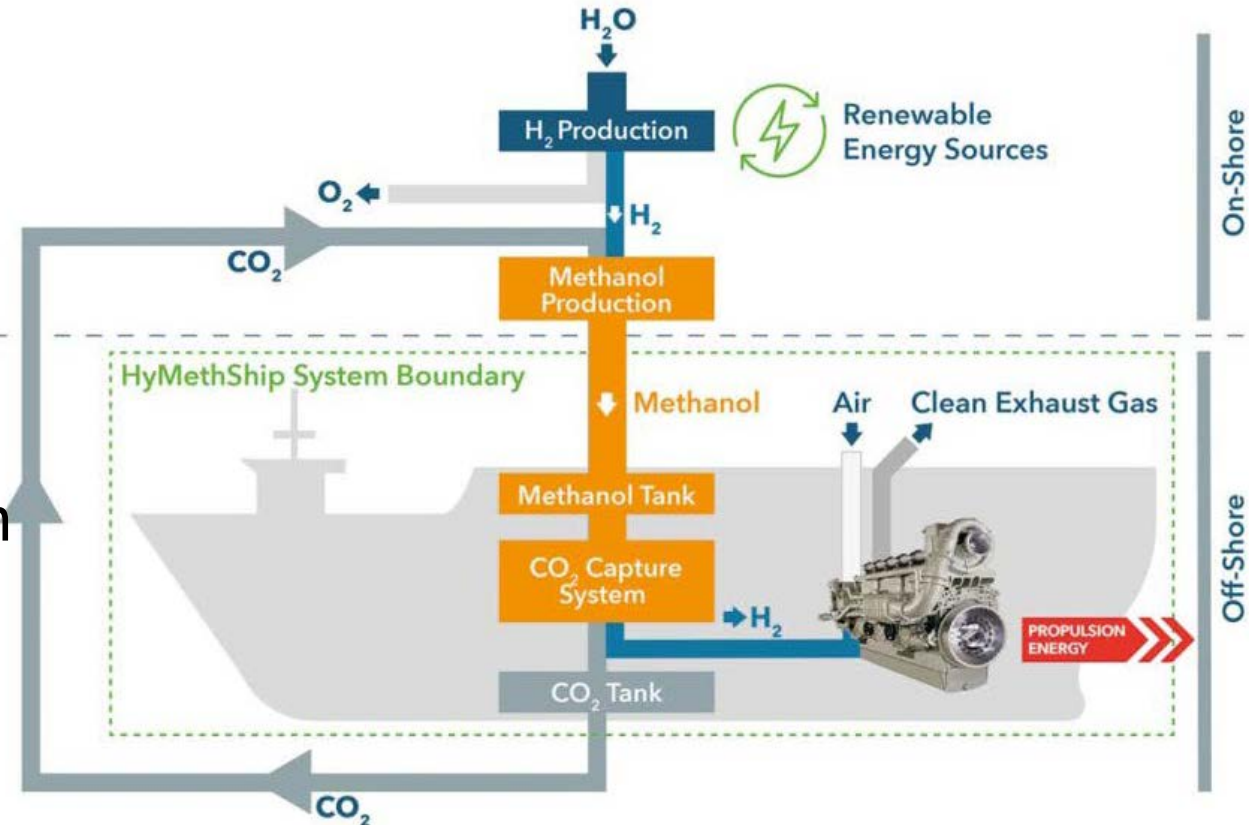 H₂O
H₂ Production
Renewable
Energy Sources
On-Shore
O₂
H₂
CO₂
Methanol
Production
HyMethShip System Boundary
Methanol
Air
Clean Exhaust Gas
Methanol Tank
n
CO₂ Capture
System
H₂
Off-Shore
PROPULSION
ENERGY
CO₂ Tank
CO₂